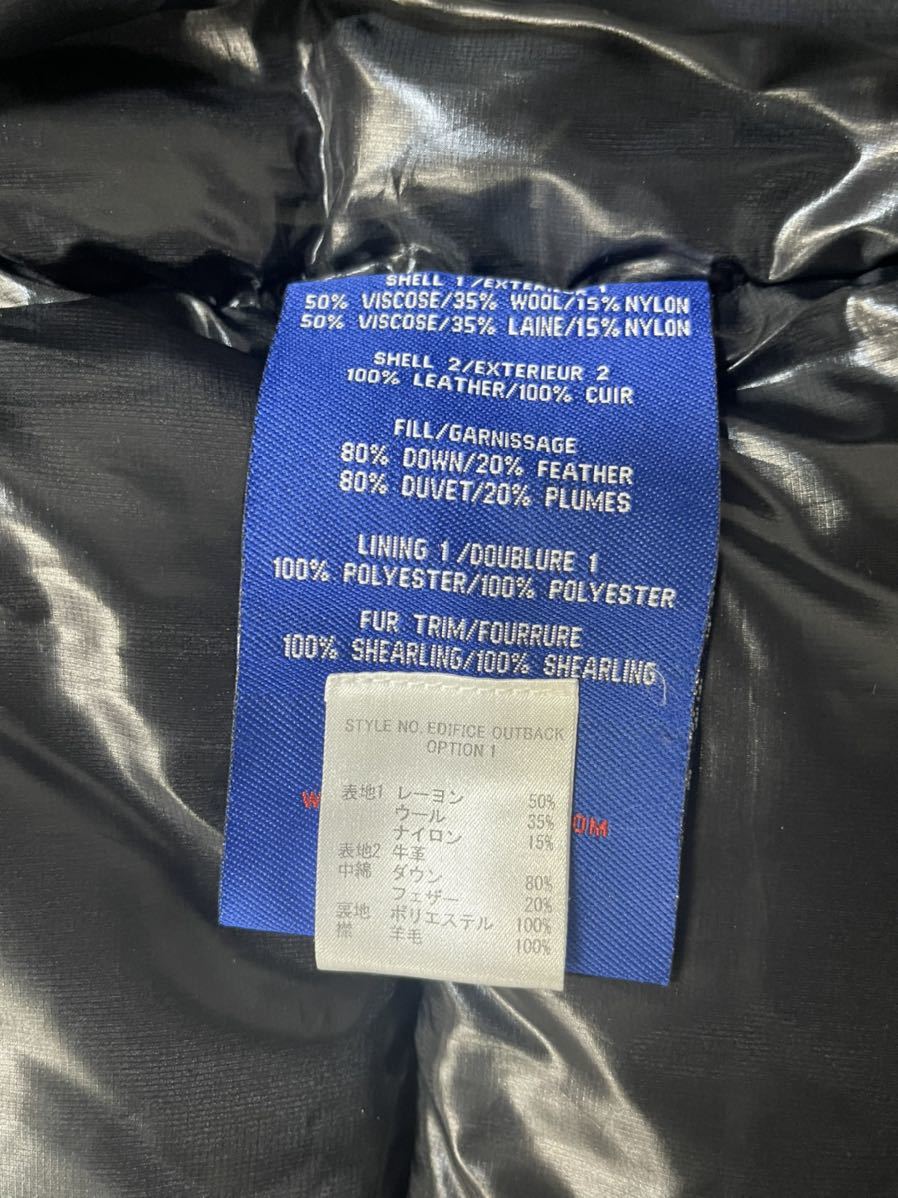 SHELL 1/EXTERIEUR 1
50% VISCOSE/35% WOOL/15% NYLON
50% VISCOSE/35% LAINE/15% NYLON
SHELL 2/EXTERIEUR 2
100% LEATHER/100% CUIR
FILL/GARNISSAGE
80% DOWN/20% FEATHER
80% DUVET/20% PLUMES
LINING 1/DOUBLURE 1
100% POLYESTER/100% POLYESTER
FUR TRIM/FOURRURE
100% SHEARLING/100% SHEARLING
STYLE NO. EDIFICE OUTBACK
OPTION 1
表地1 レーヨン 50%
ウール 35%
ナイロン 15%
表地2 牛革
中綿 ダウン 80%
フェザー 20%
裏地 ポリエステル 100%
襟 羊毛 100%